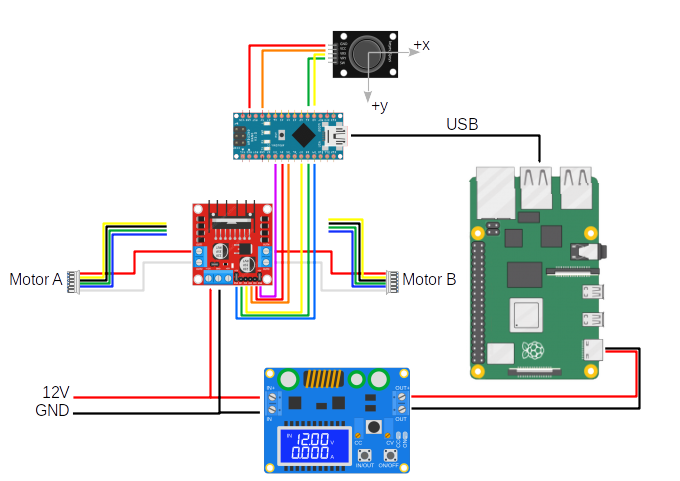 +x
+y
USB
Motor A
Motor B
12V
GND
IN+
OUT+
IN
OUT
IN 12.00 V
0.000 A
CC
CV
IN/OUT
ON/OFF